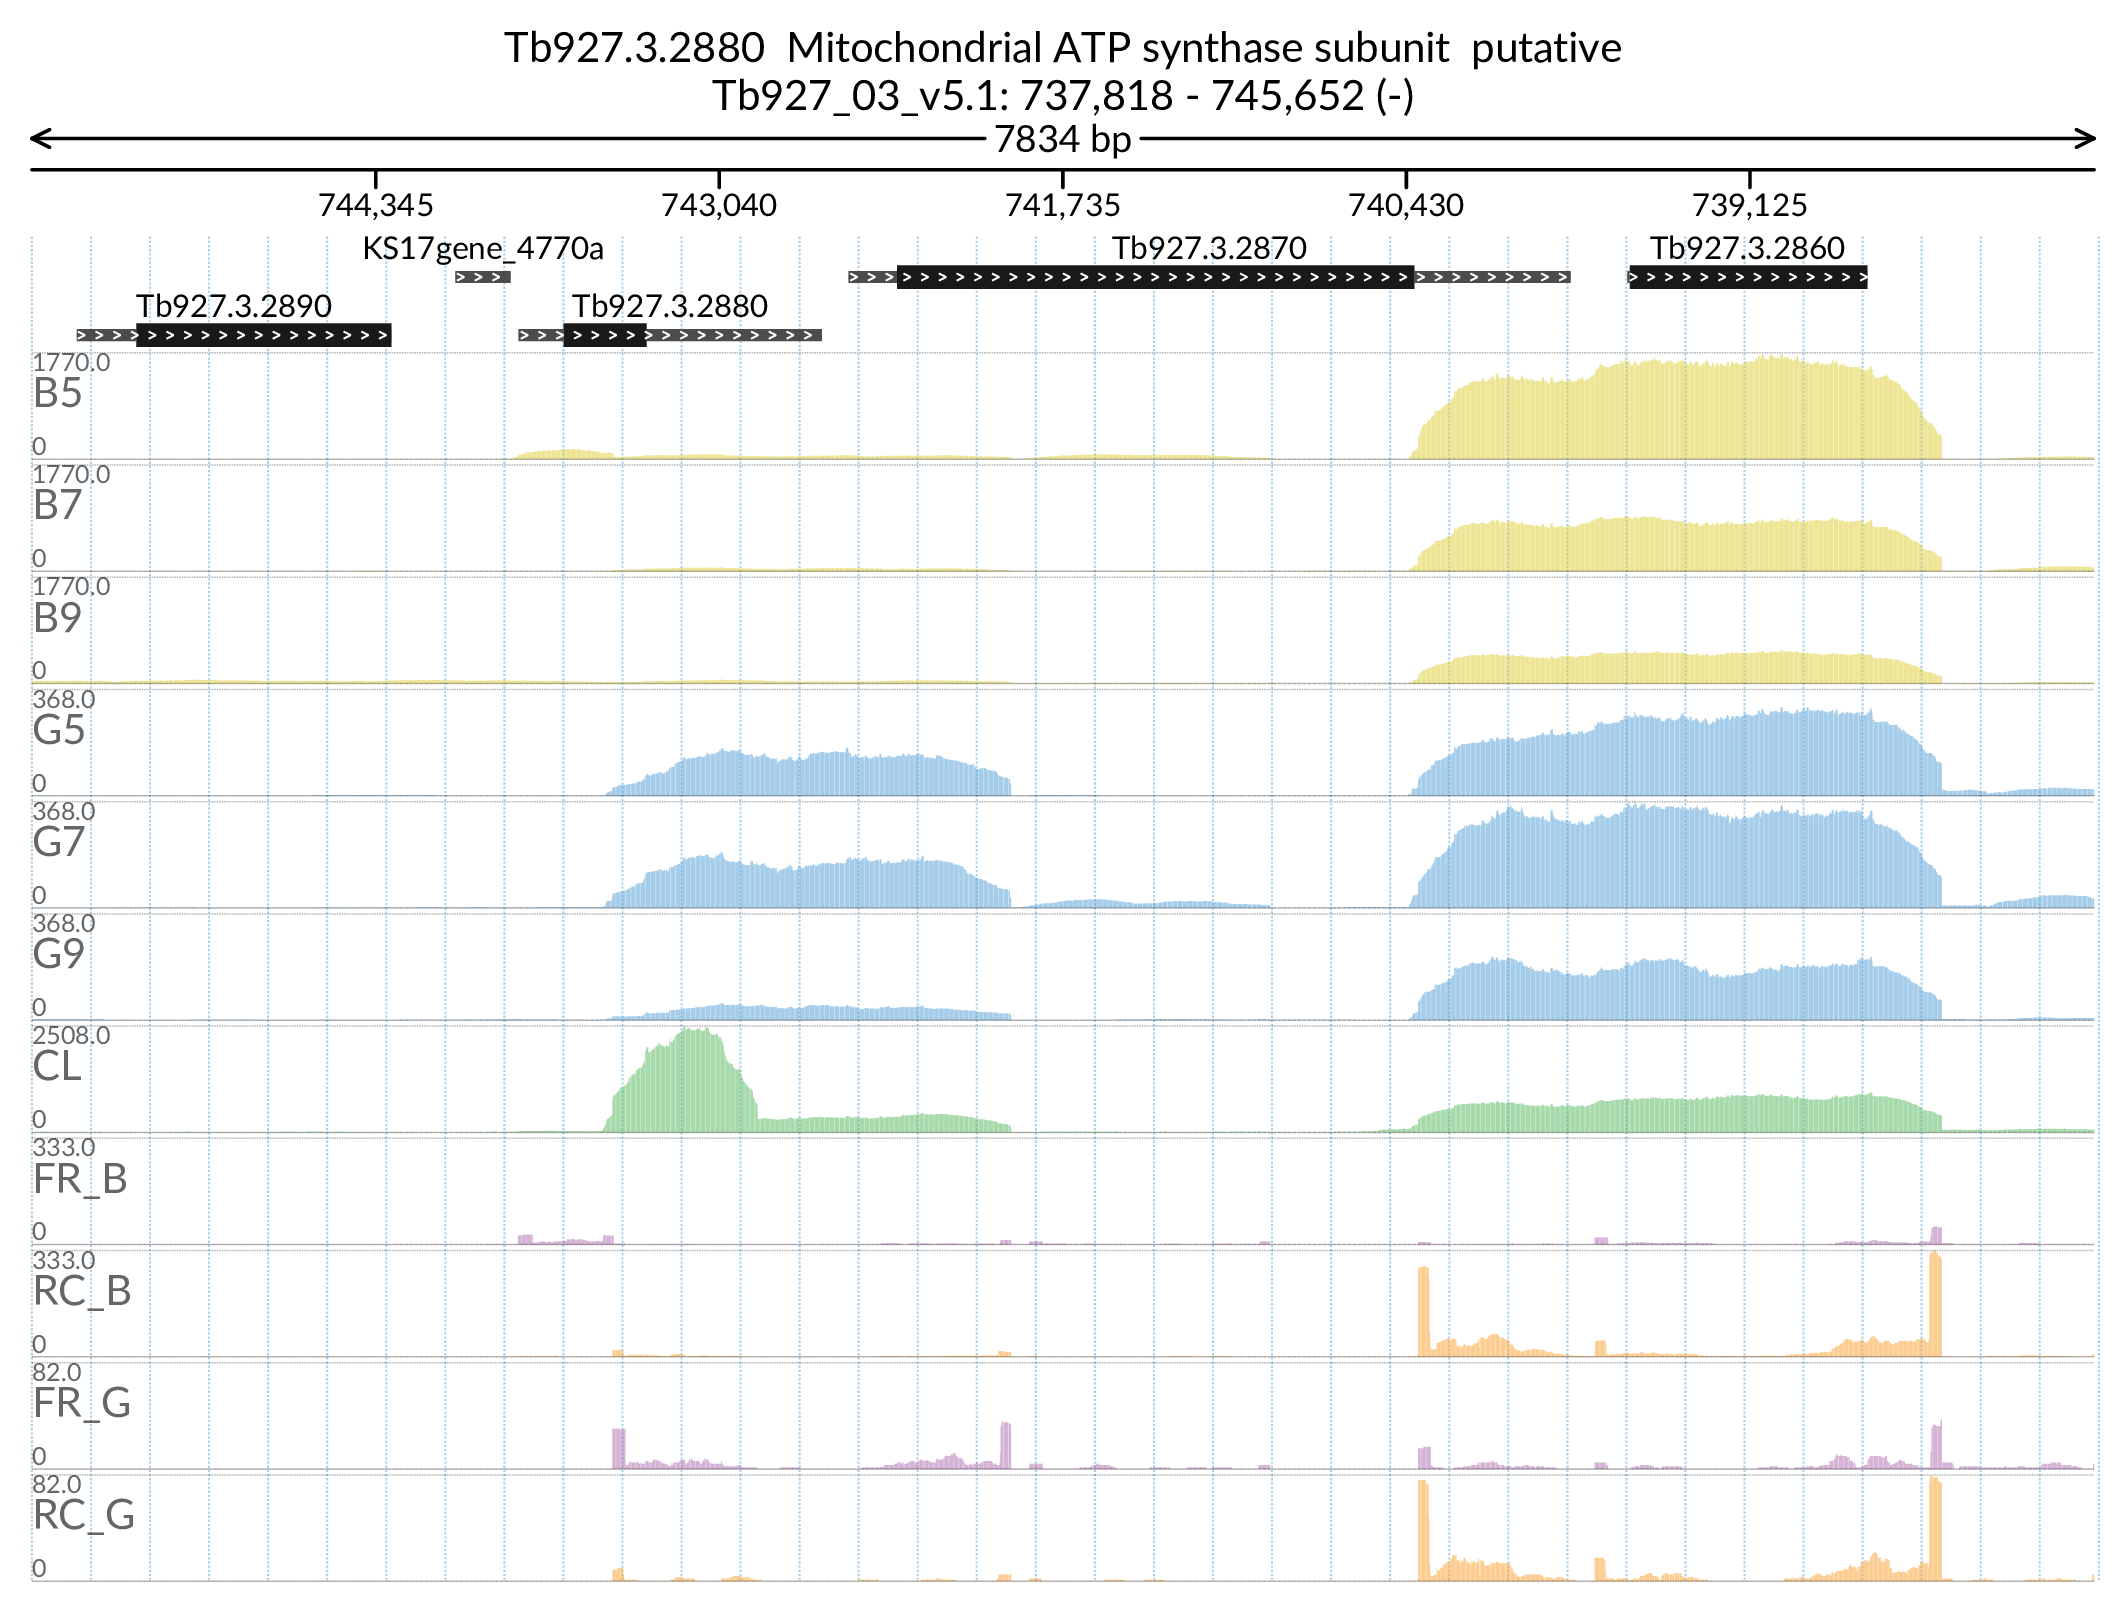 Tb927.3.2880  Mitochondrial ATP synthase subunit  putative
Tb927_03_v5.1: 737,818 - 745,652 (-)
7834 bp
744,345 743,040 741,735 740,430 739,125
KS17gene_4770a Tb927.3.2870 Tb927.3.2860
Tb927.3.2890 Tb927.3.2880
1770.0
B5
0
1770.0
B7
0
1770.0
B9
0
368.0
G5
0
368.0
G7
0
368.0
G9
0
2508.0
CL
0
333.0
FR_B
0
333.0
RC_B
0
82.0
FR_G
0
82.0
RC_G
0